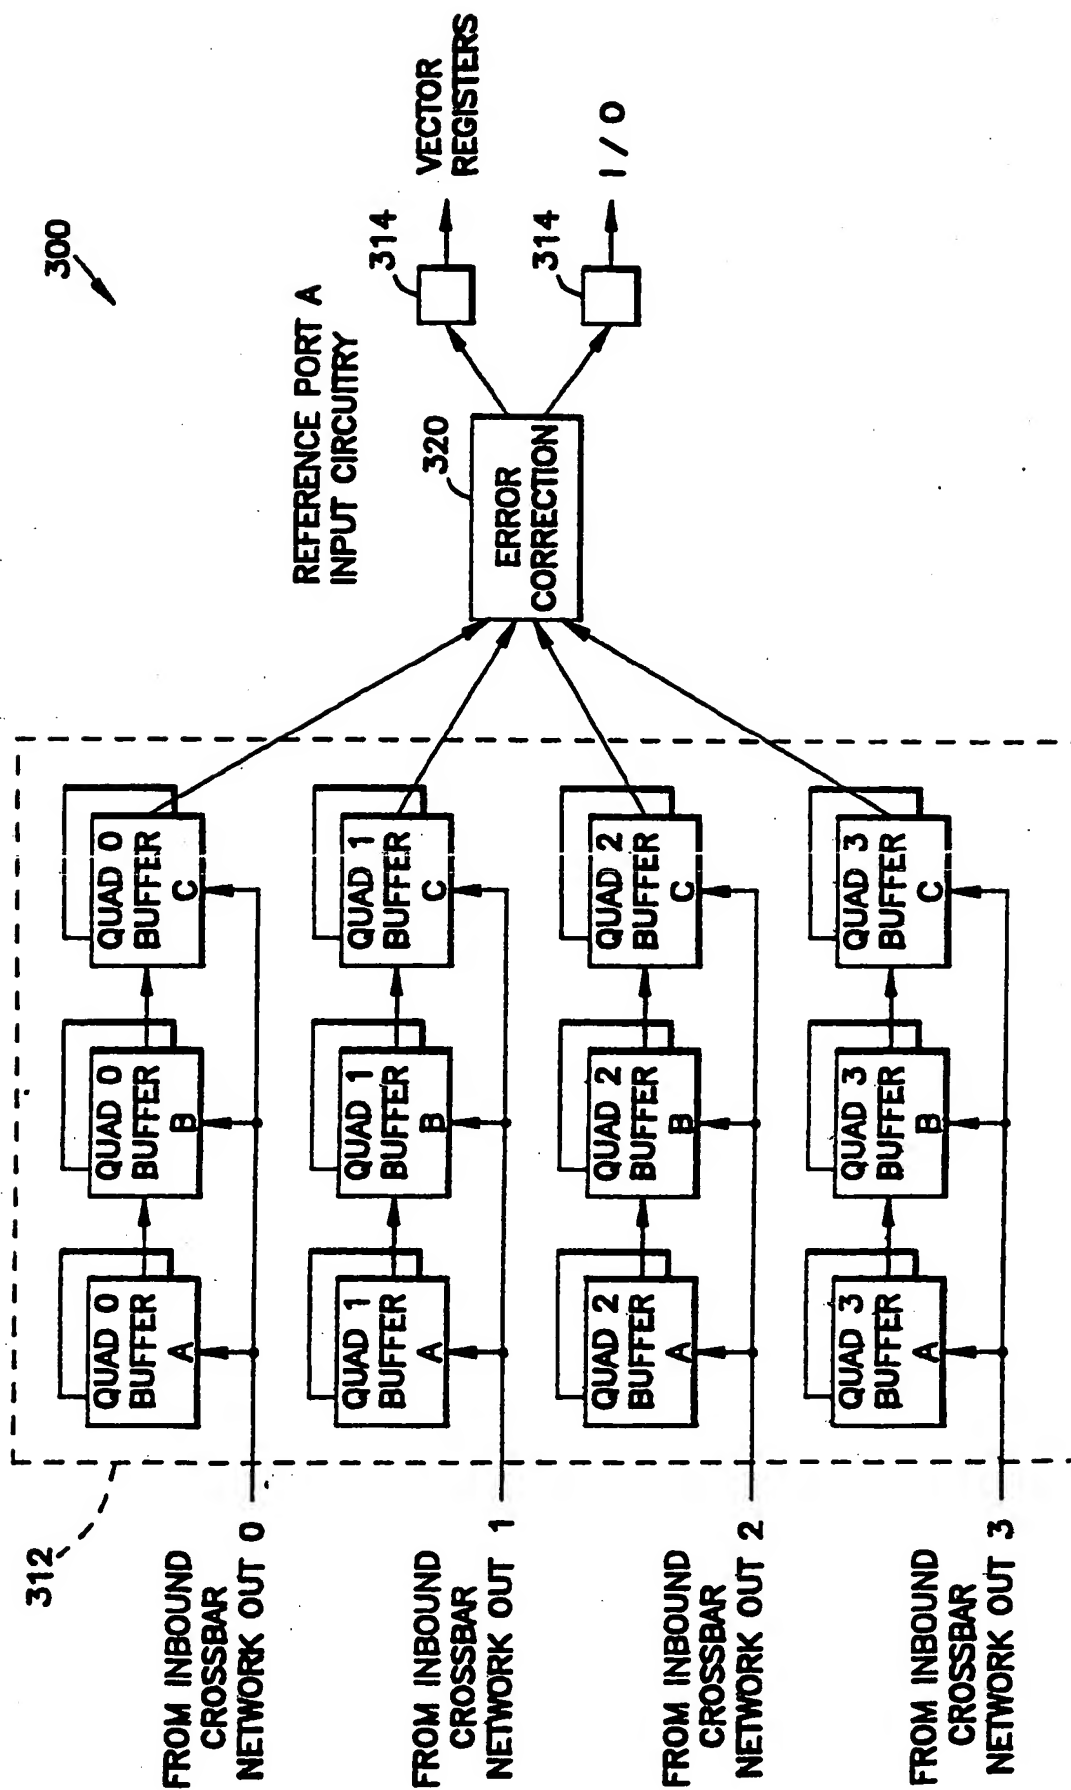 300
REFERENCE PORT A
INPUT CIRCUITRY
312
QUAD 0
BUFFER
A
QUAD 0
BUFFER
B
QUAD 0
BUFFER
C
FROM INBOUND
CROSSBAR
NETWORK OUT 0
QUAD 1
BUFFER
A
QUAD 1
BUFFER
B
QUAD 1
BUFFER
C
FROM INBOUND
CROSSBAR
NETWORK OUT 1
QUAD 2
BUFFER
A
QUAD 2
BUFFER
B
QUAD 2
BUFFER
C
FROM INBOUND
CROSSBAR
NETWORK OUT 2
QUAD 3
BUFFER
A
QUAD 3
BUFFER
B
QUAD 3
BUFFER
C
FROM INBOUND
CROSSBAR
NETWORK OUT 3
320
ERROR
CORRECTION
314
VECTOR
REGISTERS
314
I / O